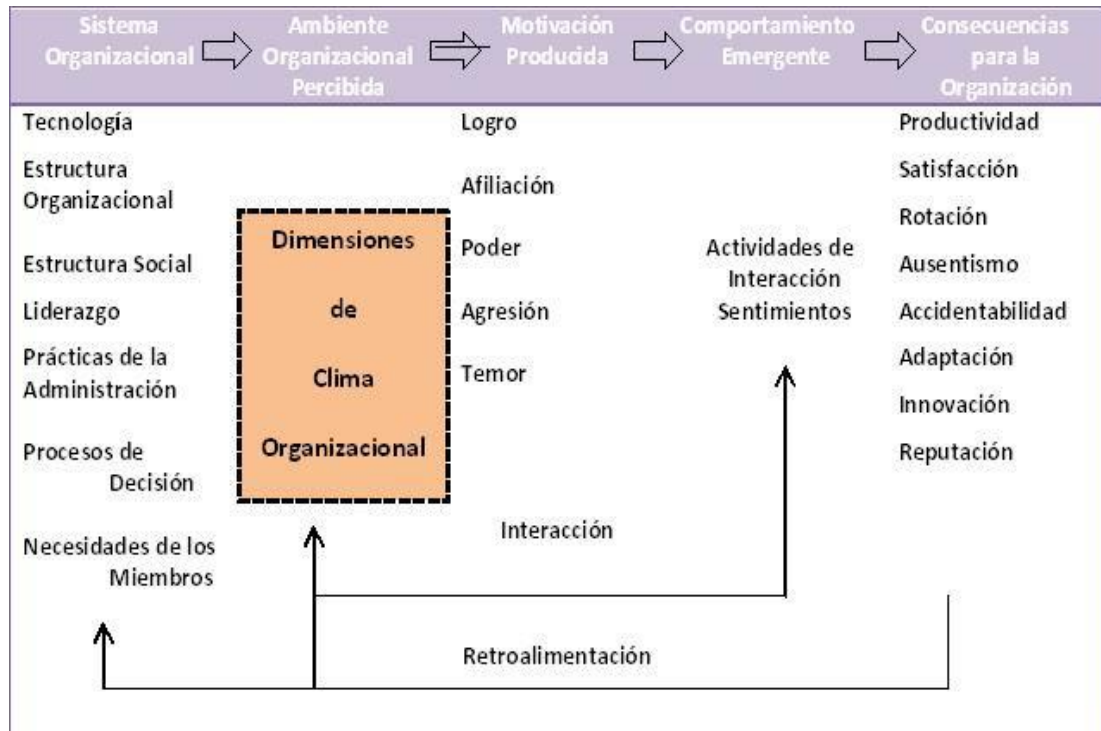 Sistema
Organizacional
Ambiente
Organizacional
Percibida
Motivación
Producida
Comportamiento
Emergente
Consecuencias
para la
Organización
Tecnología
Estructura
Organizacional
Estructura Social
Liderazgo
Prácticas de la
Administración
Procesos de
Decisión
Necesidades de los
Miembros
Dimensiones
de
Clima
Organizacional
Logro
Afiliación
Poder
Agresión
Temor
Actividades de
Interacción
Sentimientos
Productividad
Satisfacción
Rotación
Ausentismo
Accidentabilidad
Adaptación
Innovación
Reputación
Interacción
Retroalimentación